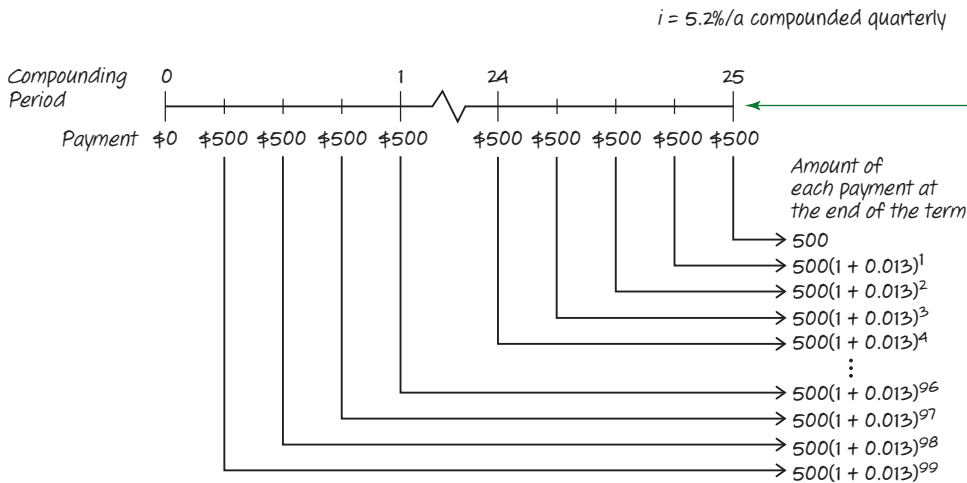 i = 5.2%/a compounded quarterly
Compounding Period
0 1 24 25
Payment $0 $500 $500 $500 $500 $500 $500 $500 $500 $500
Amount of
each payment at
the end of the term
500
500(1 + 0.013)¹
500(1 + 0.013)²
500(1 + 0.013)³
500(1 + 0.013)⁴
⋮
500(1 + 0.013)⁹⁶
500(1 + 0.013)⁹⁷
500(1 + 0.013)⁹⁸
500(1 + 0.013)⁹⁹